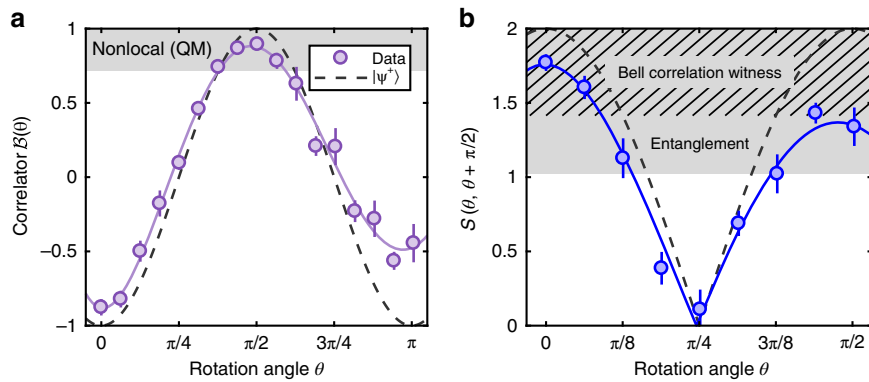 a
Correlator ℬ(θ)
1
0.5
0
−0.5
−1
Nonlocal (QM)
Data
|ψ⁺⟩
0
π/4
π/2
3π/4
π
Rotation angle θ
b
S (θ, θ + π/2)
2
1.5
1
0.5
0
Bell correlation witness
Entanglement
0
π/8
π/4
3π/8
π/2
Rotation angle θ